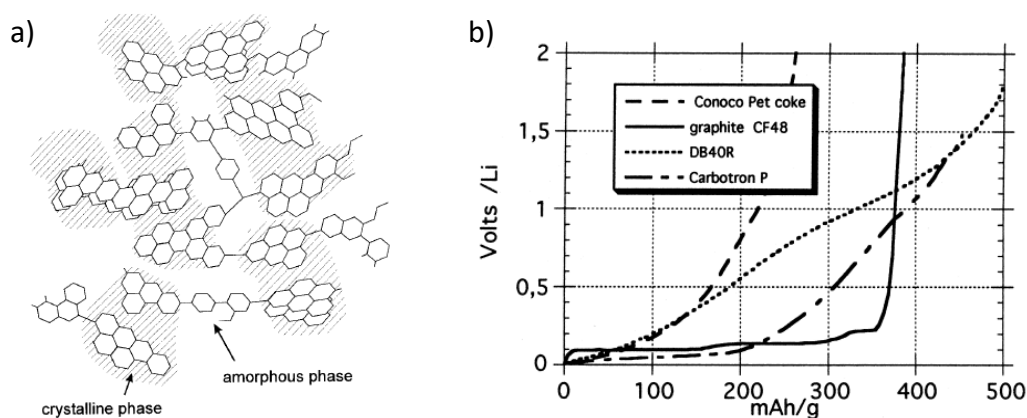 a)
amorphous phase
crystalline phase
b)
2
1,5
1
0,5
0
Volts /Li
Conoco Pet coke
graphite CF48
DB40R
Carbotron P
0 100 200 300 400 500
mAh/g